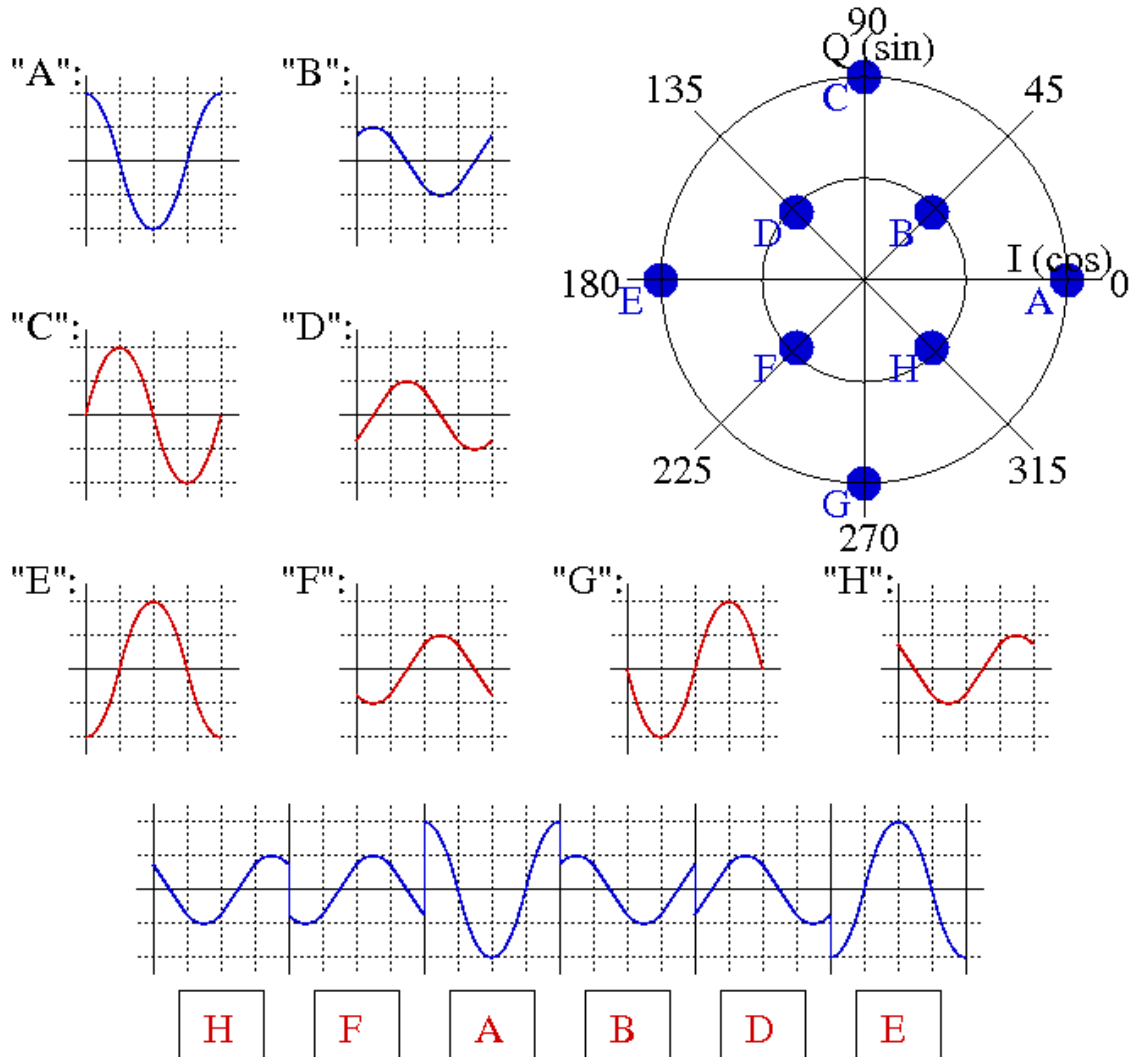 90
Q (sin)
"A":
"B":
135
45
C
D
B
I (cos)
180
E
A
0
"C":
"D":
F
H
225
315
G
270
"E":
"F":
"G":
"H":
H F A B D E